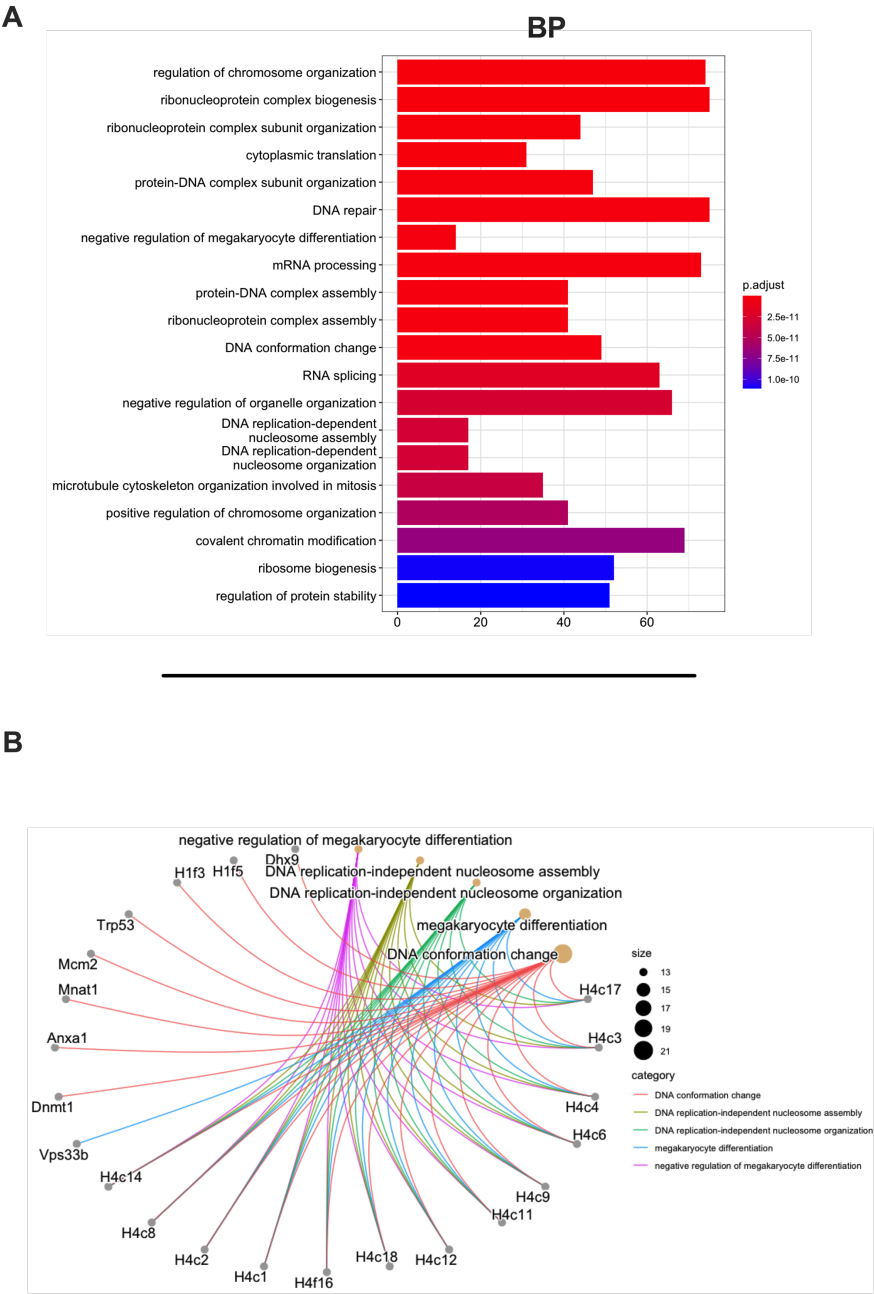 A
BP
regulation of chromosome organization
ribonucleoprotein complex biogenesis
ribonucleoprotein complex subunit organization
cytoplasmic translation
protein-DNA complex subunit organization
DNA repair
negative regulation of megakaryocyte differentiation
mRNA processing
protein-DNA complex assembly
ribonucleoprotein complex assembly
DNA conformation change
RNA splicing
negative regulation of organelle organization
DNA replication-dependent
nucleosome assembly
DNA replication-dependent
nucleosome organization
microtubule cytoskeleton organization involved in mitosis
positive regulation of chromosome organization
covalent chromatin modification
ribosome biogenesis
regulation of protein stability
0 20 40 60
p.adjust
2.5e-11
5.0e-11
7.5e-11
1.0e-10
B
negative regulation of megakaryocyte differentiation
Dhx9
H1f5
H1f3
DNA replication-independent nucleosome assembly
DNA replication-independent nucleosome organization
Trp53
megakaryocyte differentiation
DNA conformation change
Mcm2
Mnat1
Anxa1
Dnmt1
Vps33b
H4c14
H4c8
H4c2
H4c1
H4f16
H4c18
H4c12
H4c11
H4c9
H4c6
H4c4
H4c3
H4c17
size
13
15
17
19
21
category
DNA conformation change
DNA replication-independent nucleosome assembly
DNA replication-independent nucleosome organization
megakaryocyte differentiation
negative regulation of megakaryocyte differentiation